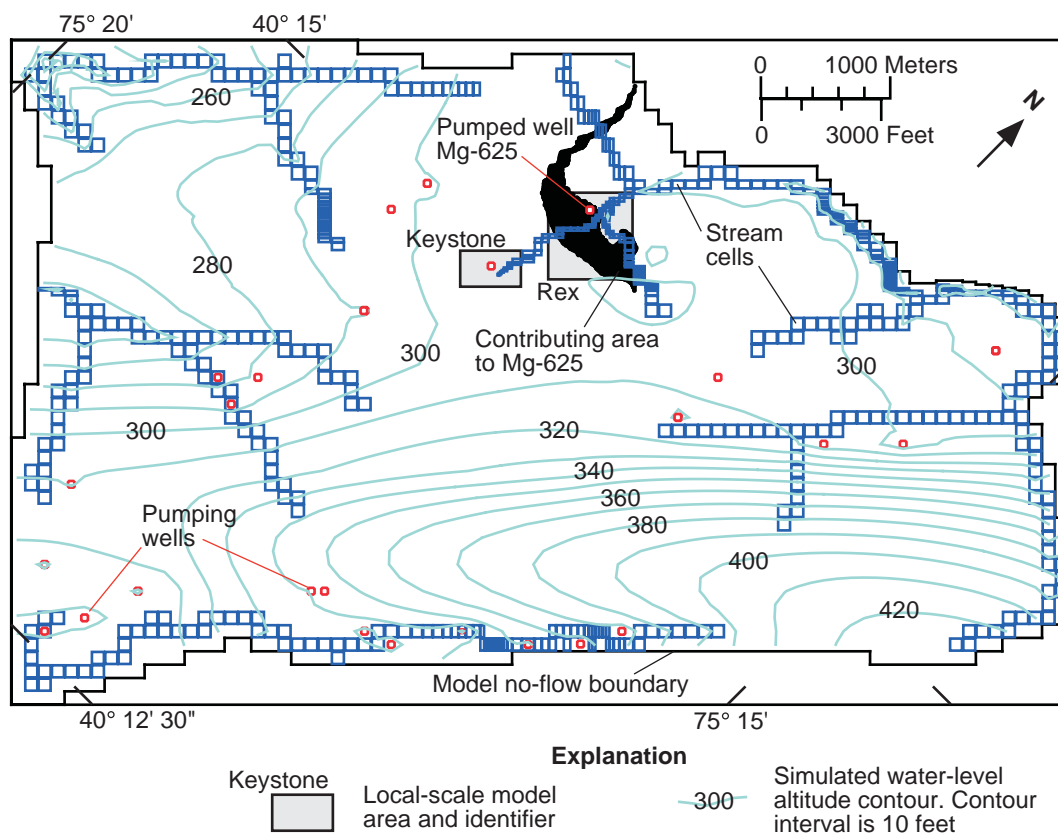 75° 20'
40° 15'
0 1000 Meters
0 3000 Feet
N
260
Pumped well
Mg-625
Keystone
Stream
cells
280
Rex
Contributing area
to Mg-625
300
300
300
320
340
360
380
400
420
Pumping
wells
Model no-flow boundary
40° 12' 30"
75° 15'
Explanation
Keystone
Local-scale model
area and identifier
300
Simulated water-level
altitude contour. Contour
interval is 10 feet